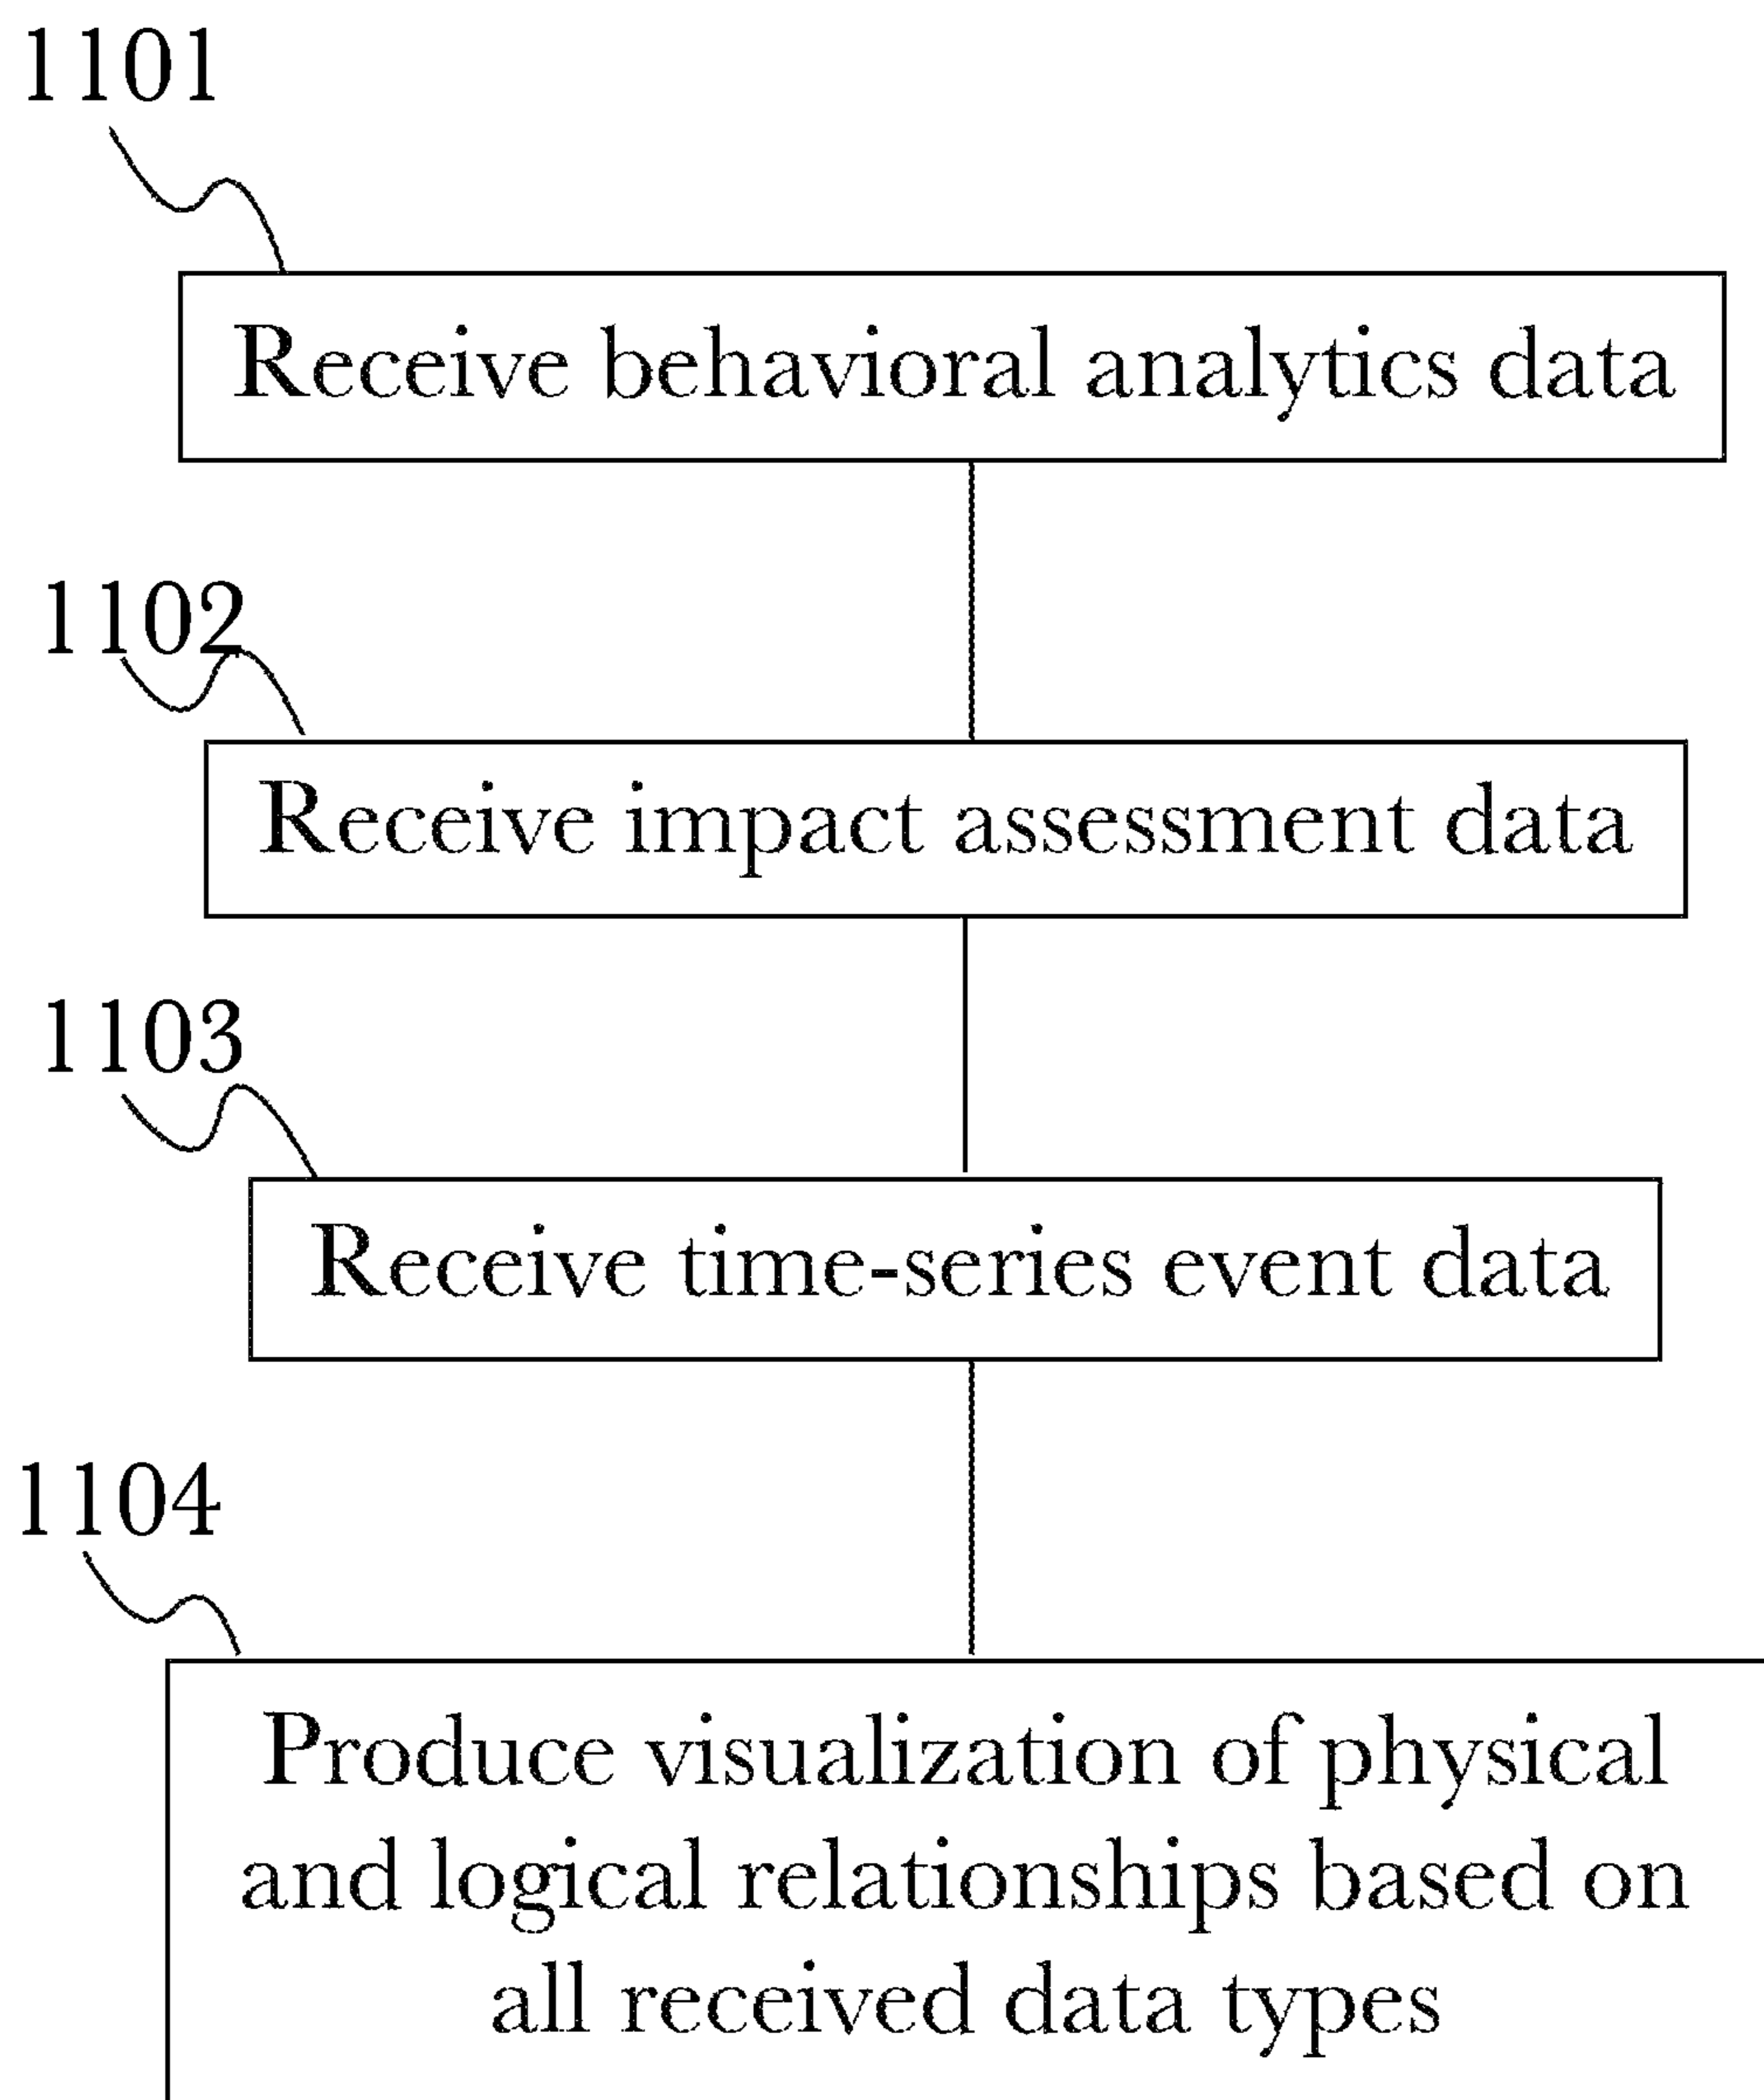 1101
Receive behavioral analytics data
1102
Receive impact assessment data
1103
Receive time-series event data
1104
Produce visualization of physical
and logical relationships based on
all received data types